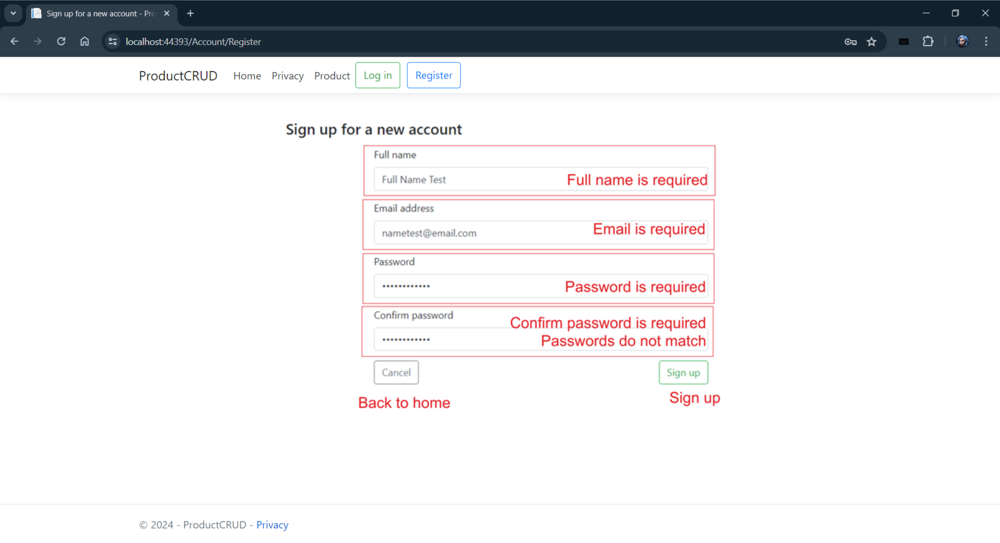 Sign up for a new account - Pro
localhost:44393/Account/Register
ProductCRUD Home Privacy Product Log in Register
Sign up for a new account
Full name
Full Name Test Full name is required
Email address
nametest@email.com Email is required
Password
•••••••••••• Password is required
Confirm password
Confirm password is required
•••••••••••• Passwords do not match
Cancel Sign up
Back to home Sign up
© 2024 - ProductCRUD - Privacy